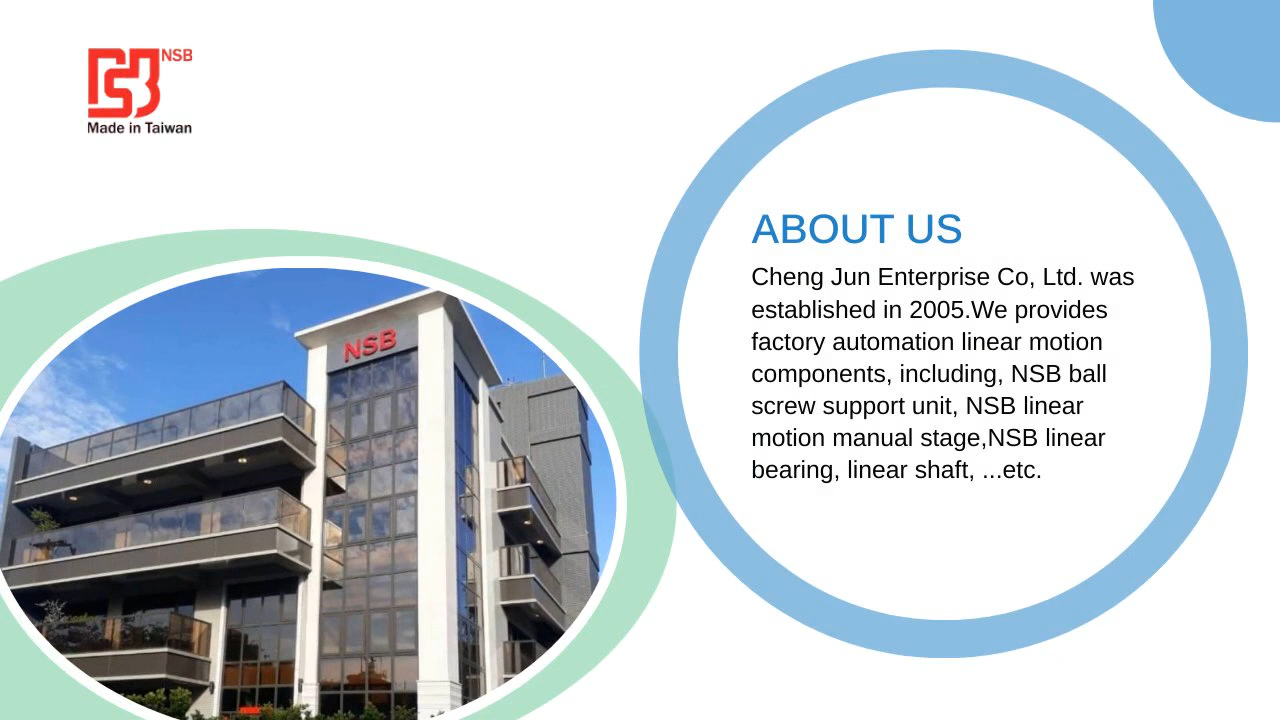 NSB
Made in Taiwan
ABOUT US
Cheng Jun Enterprise Co, Ltd. was
established in 2005.We provides
factory automation linear motion
components, including, NSB ball
screw support unit, NSB linear
motion manual stage,NSB linear
bearing, linear shaft, ...etc.
NSB